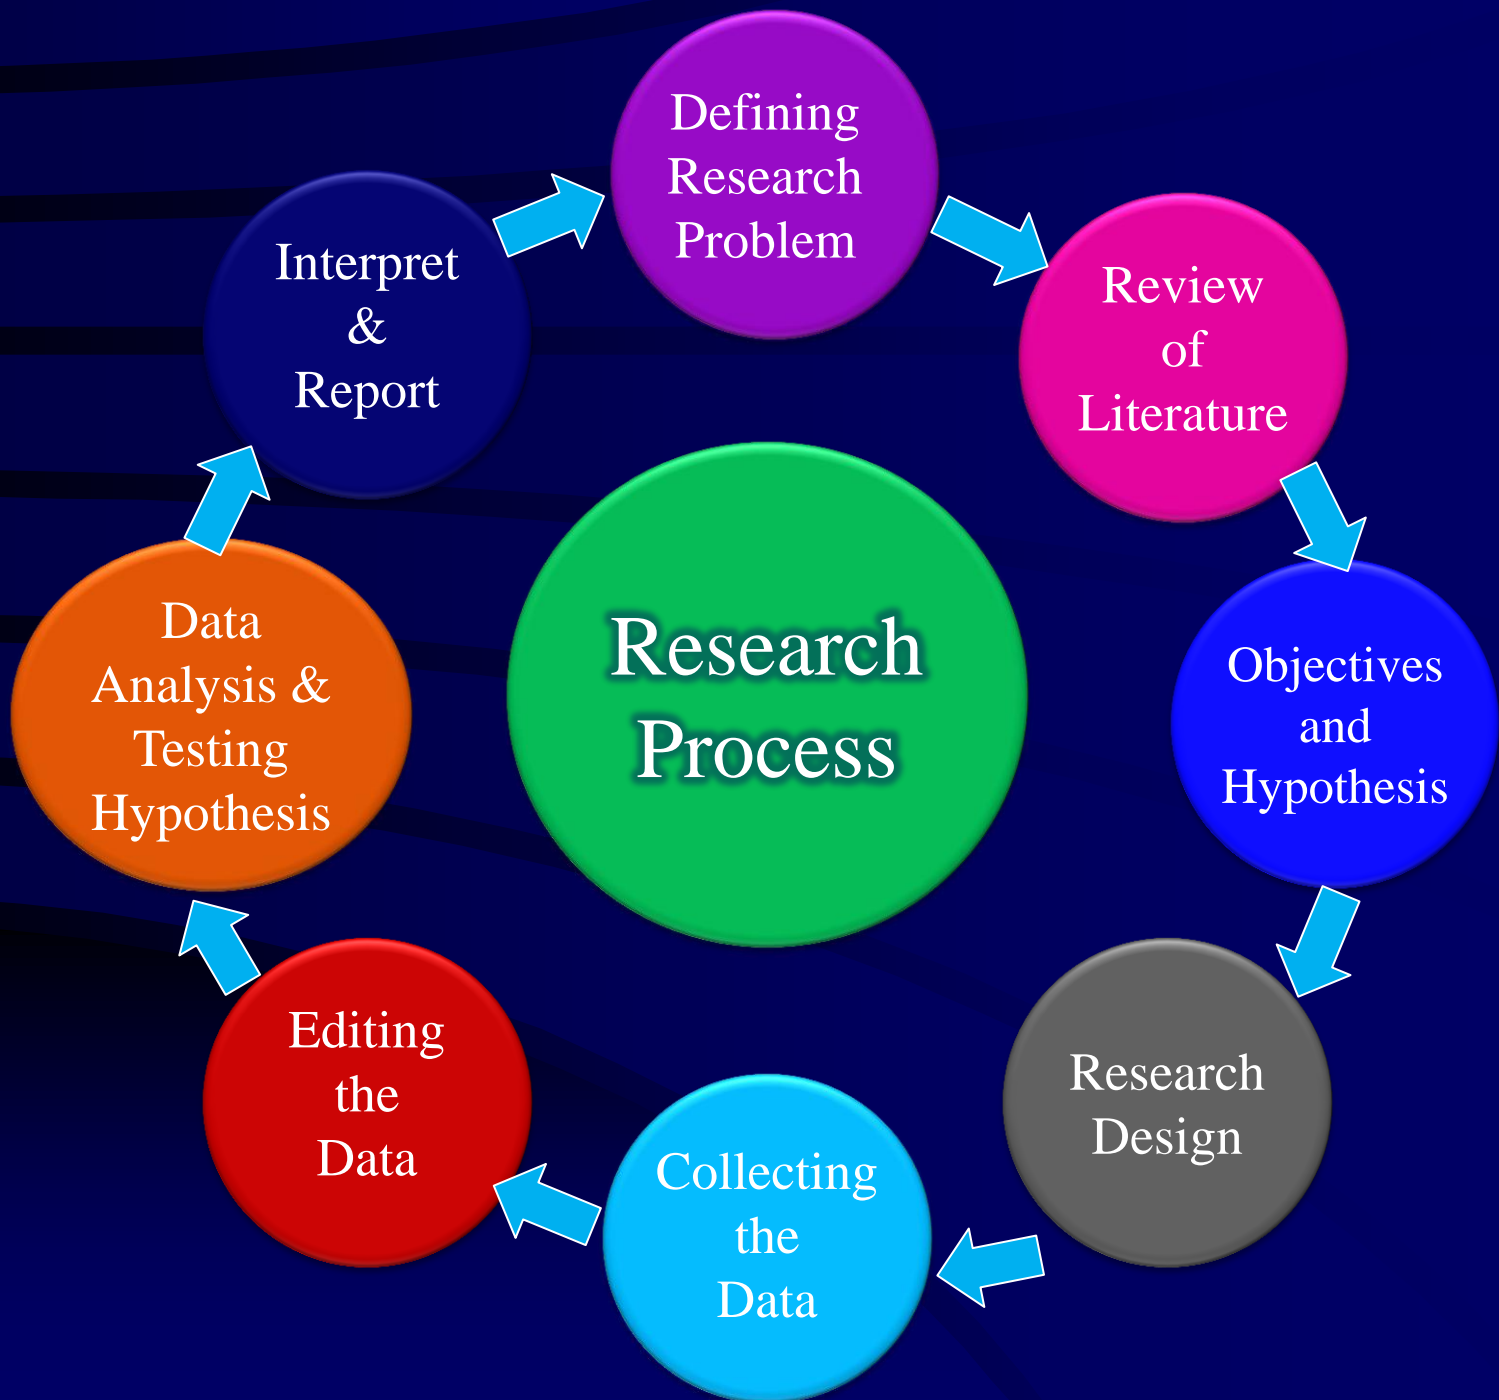 Defining
Research
Problem
Review
of
Literature
Objectives
and
Hypothesis
Research
Design
Collecting
the
Data
Editing
the
Data
Data
Analysis &
Testing
Hypothesis
Interpret
&
Report
Research
Process